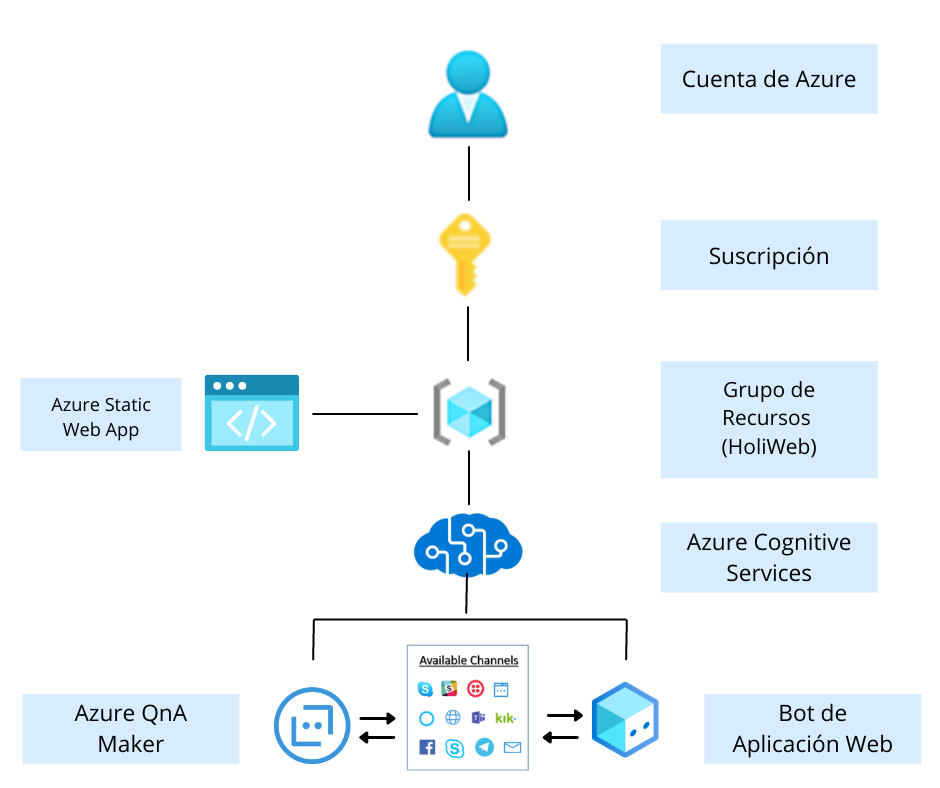 Cuenta de Azure
Suscripción
Azure Static
Web App
Grupo de
Recursos
(HoliWeb)
Azure Cognitive
Services
Available Channels
kik·
Azure QnA
Maker
Bot de
Aplicación Web